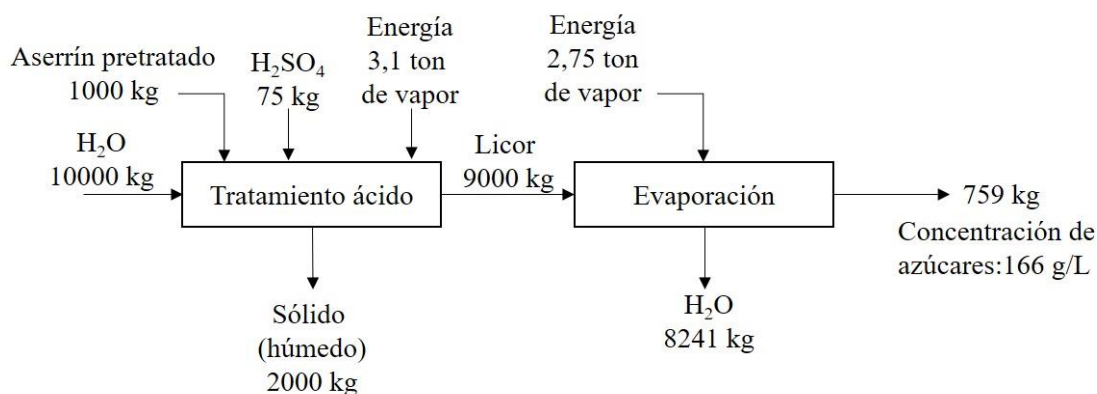 Aserrín pretratado
1000 kg
H₂SO₄
75 kg
Energía
3,1 ton
de vapor
Energía
2,75 ton
de vapor
H₂O
10000 kg
Tratamiento ácido
Licor
9000 kg
Evaporación
759 kg
Concentración de
azúcares:166 g/L
Sólido
(húmedo)
2000 kg
H₂O
8241 kg